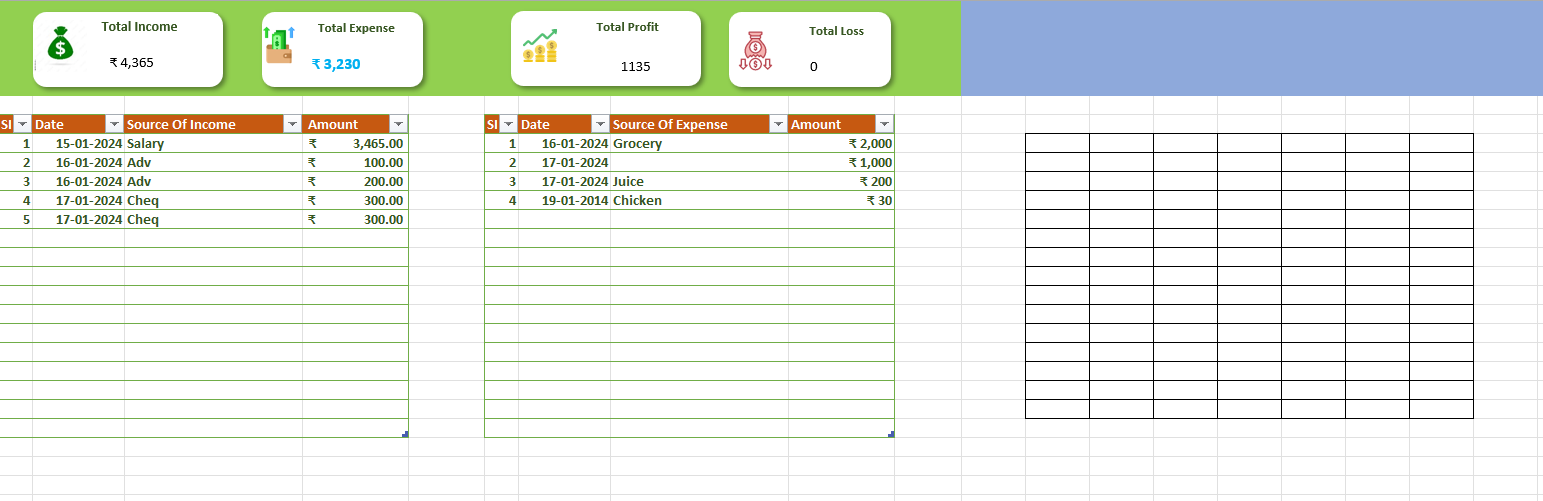 Total Income
₹ 4,365
Total Expense
₹ 3,230
Total Profit
1135
Total Loss
0
Sl Date Source Of Income Amount
1 15-01-2024 Salary ₹ 3,465.00
2 16-01-2024 Adv ₹ 100.00
3 16-01-2024 Adv ₹ 200.00
4 17-01-2024 Cheq ₹ 300.00
5 17-01-2024 Cheq ₹ 300.00
Sl Date Source Of Expense Amount
1 16-01-2024 Grocery ₹ 2,000
2 17-01-2024 ₹ 1,000
3 17-01-2024 Juice ₹ 200
4 19-01-2014 Chicken ₹ 30